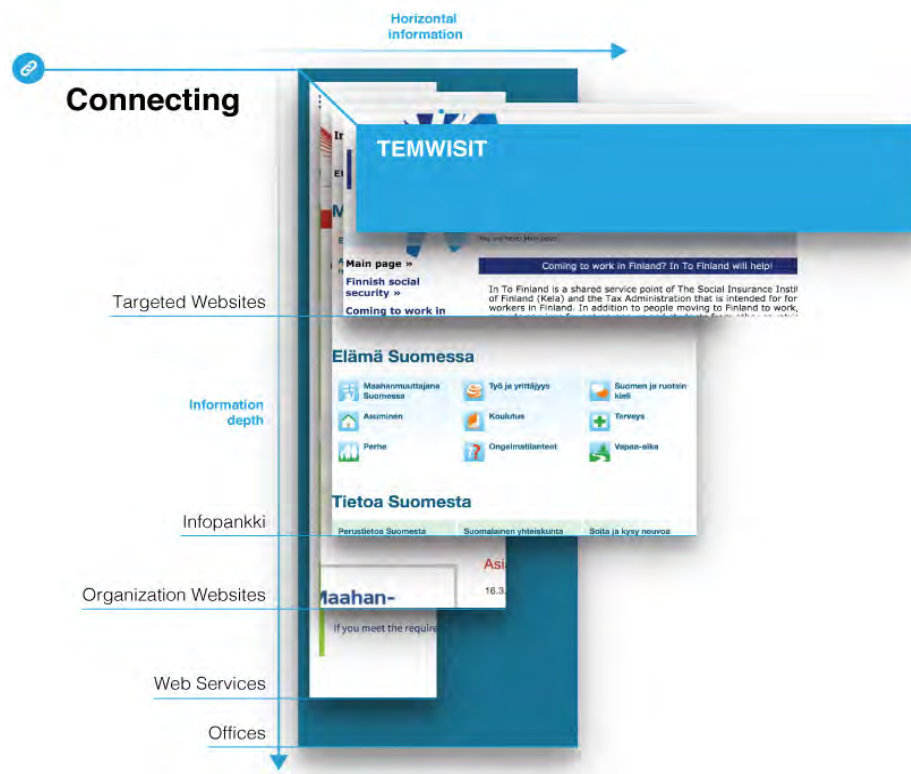 Horizontal
information
Connecting
TEMWISIT
Main page »
Finnish social
security »
Coming to work in
Coming to work in Finland? In To Finland will help!
In To Finland is a shared service point of The Social Insurance Insti
of Finland (Kela) and the Tax Administration that is intended for for
workers in Finland. In addition to people moving to Finland to work,
Targeted Websites
Elämä Suomessa
Maahanmuuttajana
Suomessa
Työ ja yrittäjyys
Suomen ja ruotsin
kieli
Asuminen
Koulutus
Terveys
Perhe
Ongelmatilanteet
Vapaa-aika
Information
depth
Tietoa Suomesta
Perustietoa Suomesta
Suomalainen yhteiskunta
Soita ja kysy neuvoa
Infopankki
Asi
16.3.
Maahan-
Organization Websites
If you meet the require
Web Services
Offices